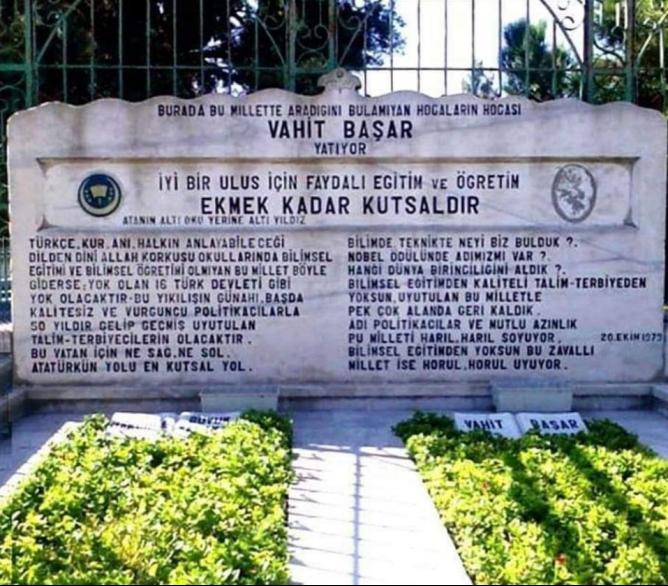 BURADA BU MİLLETTE ARADIĞINI BULAMIYAN HOCALARIN HOCASI
VAHİT BAŞAR
YATIYOR
İYİ BİR ULUS İÇİN FAYDALI EĞİTİM VE ÖĞRETİM
EKMEK KADAR KUTSALDIR
ATANIN ALTI OKU YERİNE ALTI YILDIZ
TÜRKÇE, KUR, ANI, HALKIN ANLAYABİLECEĞİ
DİLDEN DİNİ ALLAH KORKUSU OKULLARINDA BİLİMSEL
EĞİTİMİ VE BİLİMSEL ÖĞRETİMİ OLMIYAN BU MİLLET BÖYLE
GİDERSE; YOK OLAN 16 TÜRK DEVLETİ GİBİ
YOK OLACAKTIR-BU YIKILIŞIN GÜNAHI, BAŞDA
KALİTESİZ VE VURGUNCU POLİTİKACILARLA
50 YILDIR GELİP GEÇMİŞ UYUTULAN
TALİM-TERBİYECİLERİN OLACAKTIR.
BU VATAN İÇİN NE SAĞ, NE SOL.
ATATÜRKÜN YOLU EN KUTSAL YOL.
BİLİMDE, TEKNİKTE NEYİ BİZ BULDUK ?.
NOBEL ÖDÜLÜNDE ADIMIZMI VAR ?.
HANGİ DÜNYA BİRİNCİLİĞİNİ ALDIK ?.
BİLİMSEL EĞİTİMDEN KALİTELİ TALİM-TERBİYEDEN
YOKSUN, UYUTULAN BU MİLLETLE
PEK ÇOK ALANDA GERİ KALDIK.
ADİ POLİTİKACILAR VE MUTLU AZINLIK
PU MİLLETİ HARIL, HARIL SOYUYOR. 20.EKİM 1975
BİLİMSEL EĞİTİMDEN YOKSUN BU ZAVALLI
MİLLET İSE HORUL, HORUL UYUYOR.
VAHİT BAŞAR